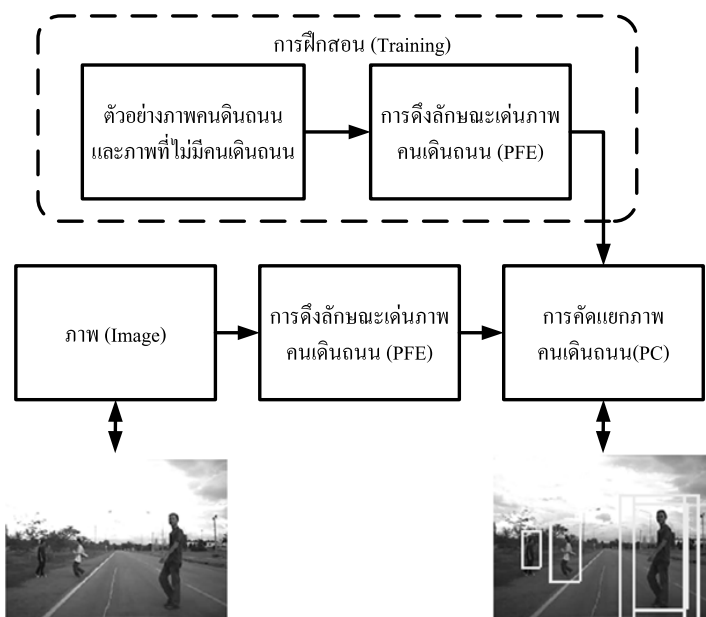 การฝึกสอน (Training)
ตัวอย่างภาพคนดินถนน
และภาพที่ไม่มีคนเดินถนน
การดึงลักษณะเด่นภาพ
คนเดินถนน (PFE)
ภาพ (Image)
การดึงลักษณะเด่นภาพ
คนเดินถนน (PFE)
การคัดแยกภาพ
คนเดินถนน(PC)